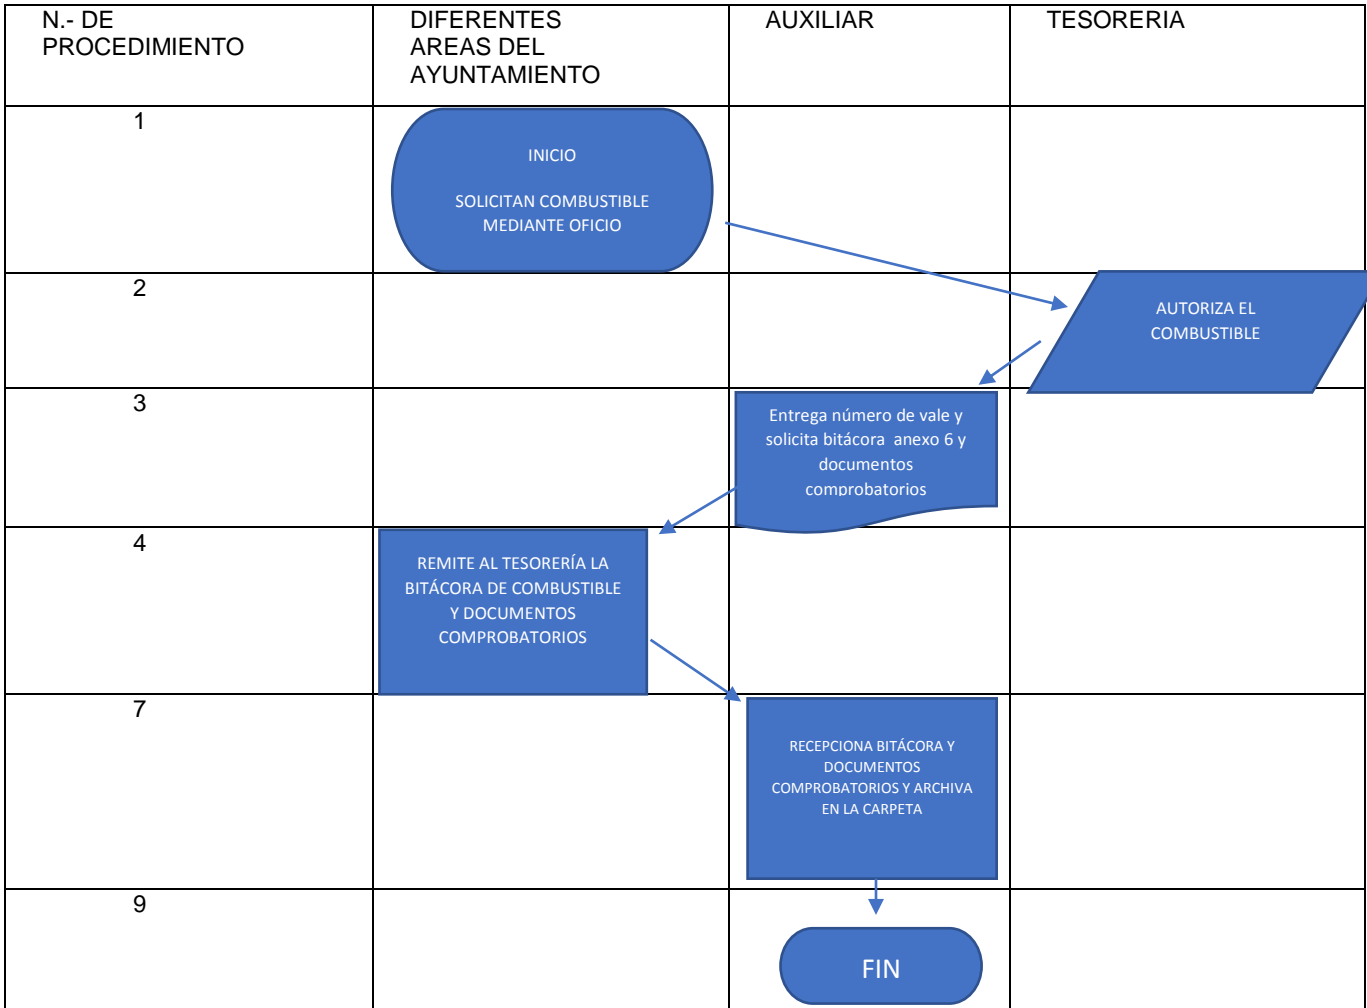 N.- DE
PROCEDIMIENTO
DIFERENTES
AREAS DEL
AYUNTAMIENTO
AUXILIAR
TESORERIA
1
INICIO
SOLICITAN COMBUSTIBLE
MEDIANTE OFICIO
2
AUTORIZA EL
COMBUSTIBLE
3
Entrega número de vale y
solicita bitácora anexo 6 y
documentos
comprobatorios
4
REMITE AL TESORERÍA LA
BITÁCORA DE COMBUSTIBLE
Y DOCUMENTOS
COMPROBATORIOS
7
RECEPCIONA BITÁCORA Y
DOCUMENTOS
COMPROBATORIOS Y ARCHIVA
EN LA CARPETA
9
FIN